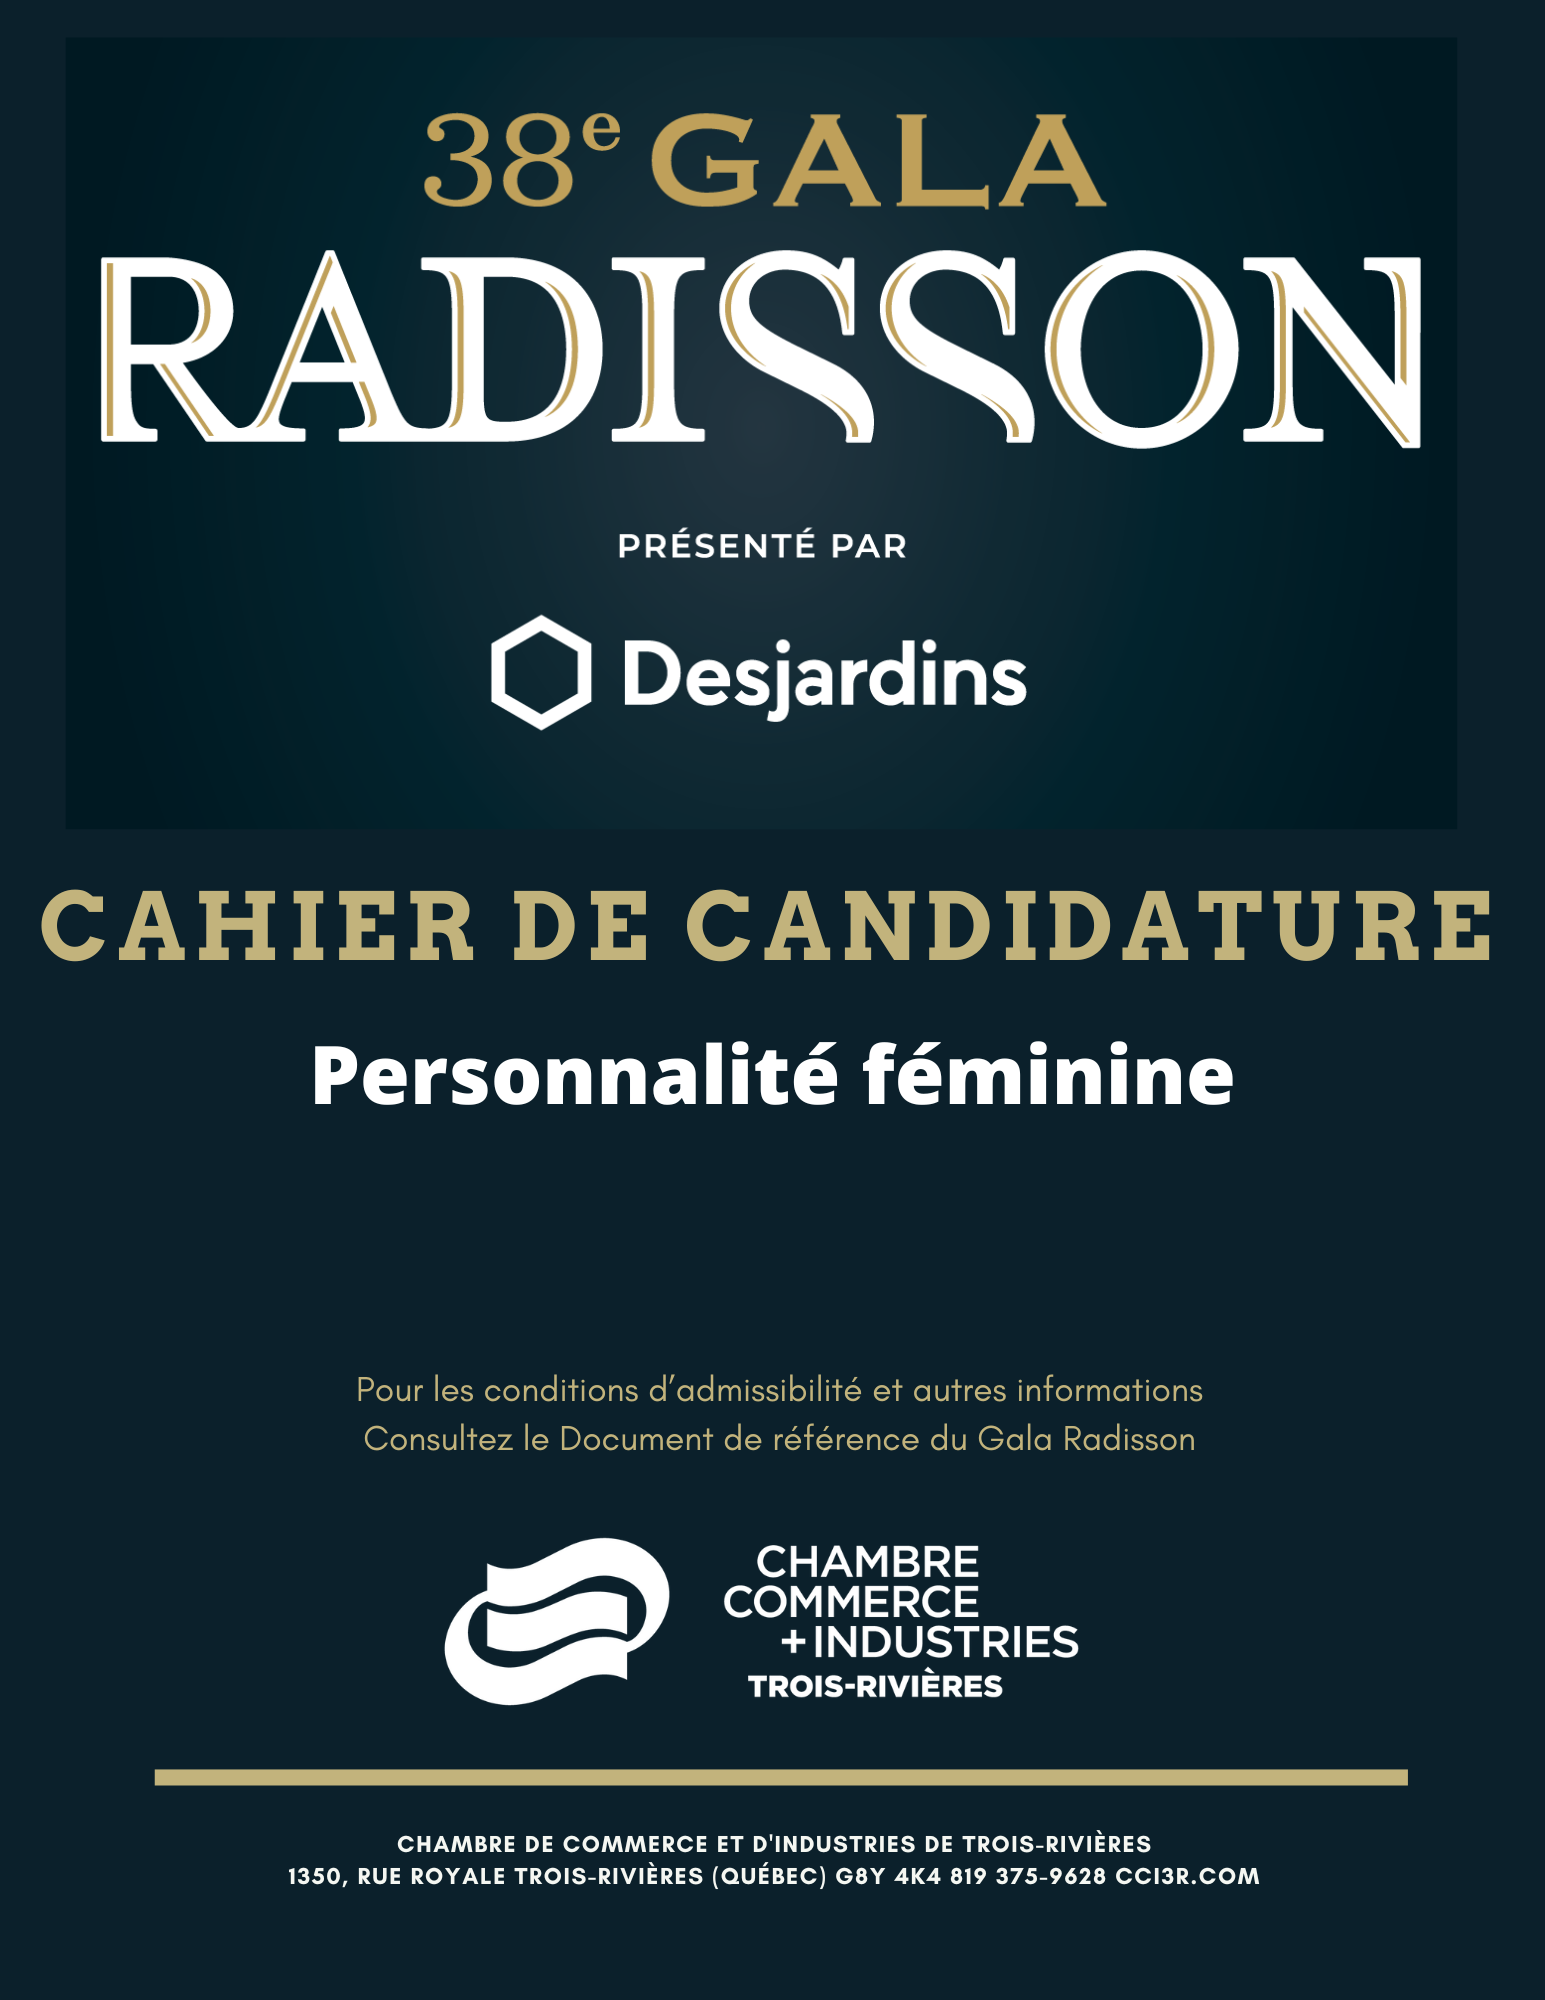 38e GALA
RADISSON
PRÉSENTÉ PAR
Desjardins
CAHIER DE CANDIDATURE
Personnalité féminine
Pour les conditions d’admissibilité et autres informations
Consultez le Document de référence du Gala Radisson
CHAMBRE
COMMERCE
+INDUSTRIES
TROIS-RIVIÈRES
CHAMBRE DE COMMERCE ET D'INDUSTRIES DE TROIS-RIVIÈRES
1350, RUE ROYALE TROIS-RIVIÈRES (QUÉBEC) G8Y 4K4 819 375-9628 CCI3R.COM